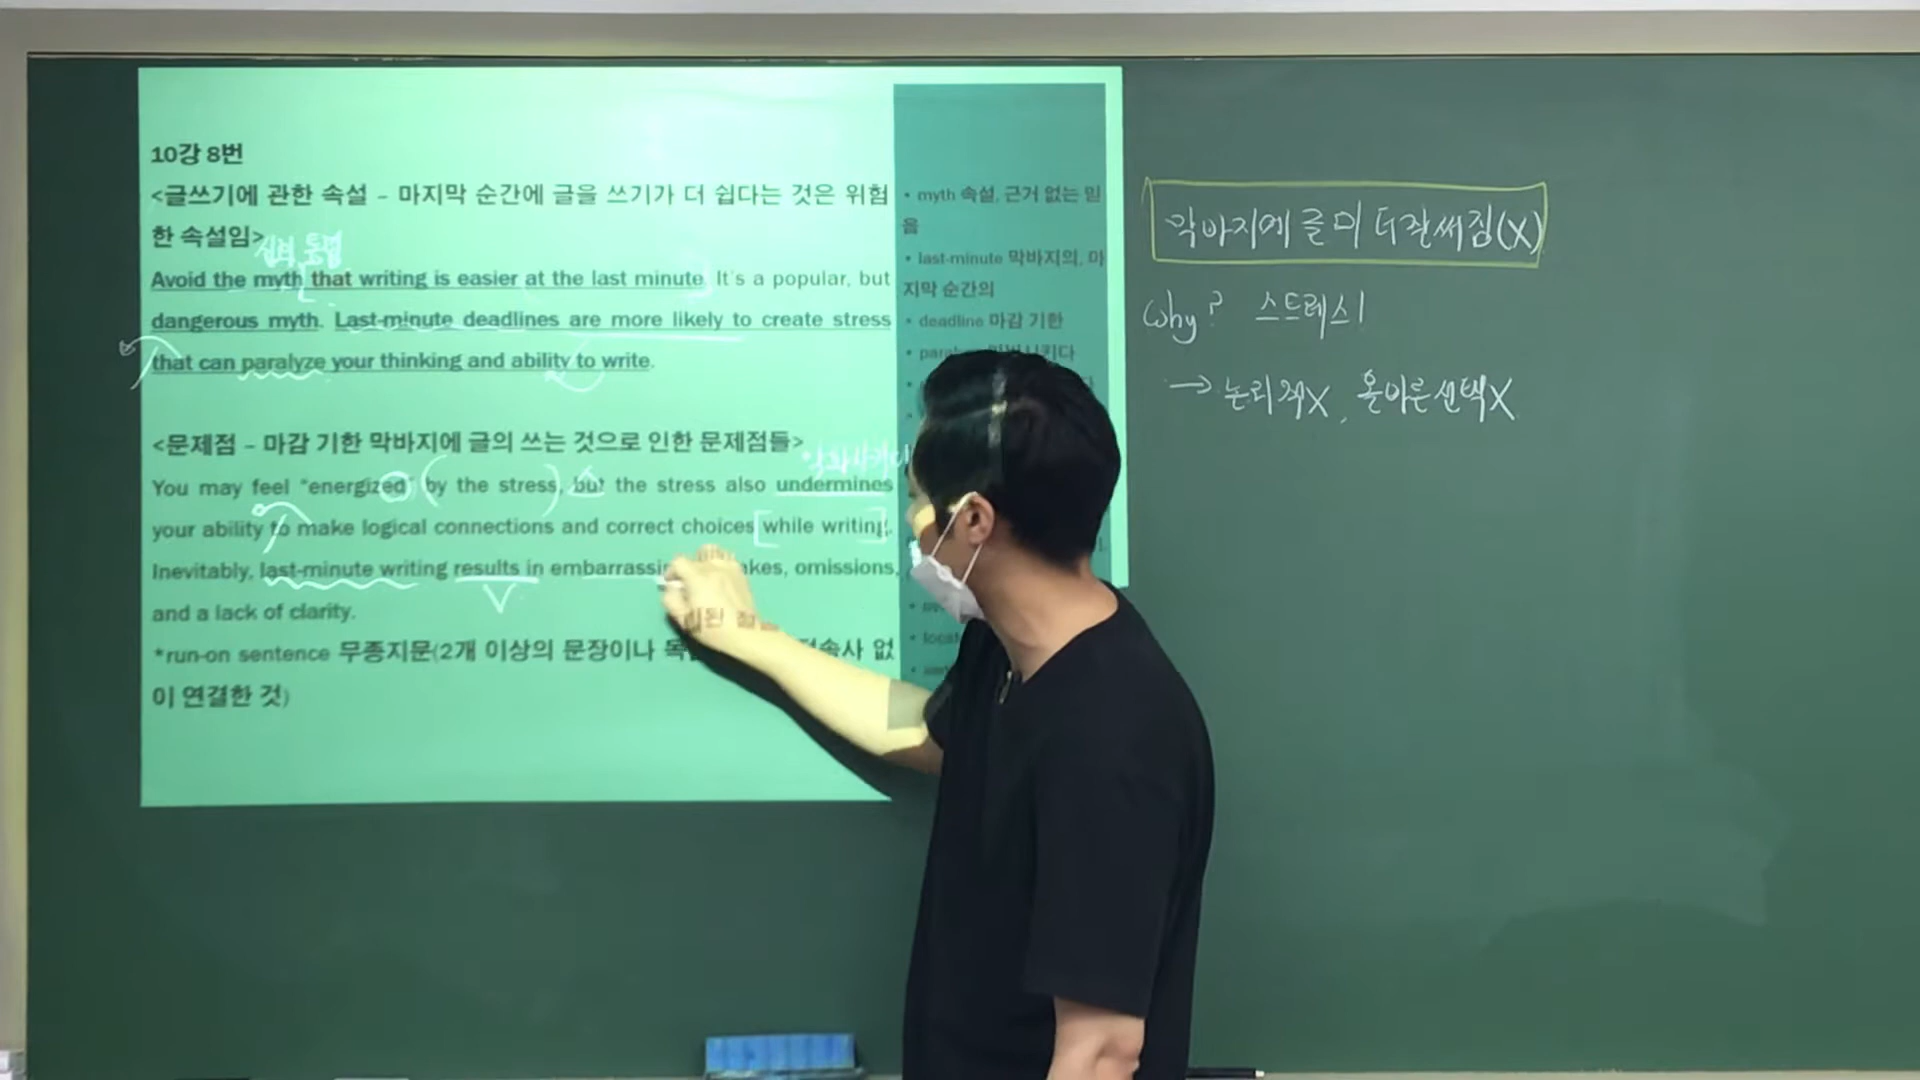 10강 8번
<글쓰기에 관한 속설 – 마지막 순간에 글을 쓰기가 더 쉽다는 것은 위험
한 속설임>
동격
Avoid the myth that writing is easier at the last minute. It's a popular, but
dangerous myth. Last-minute deadlines are more likely to create stress
that can paralyze your thinking and ability to write.
<문제점 – 마감 기한 막바지에 글의 쓰는 것으로 인한 문제점들>
You may feel "energized" by the stress, but the stress also undermines
your ability to make logical connections and correct choices [while writing].
Inevitably, last-minute writing results in omissions,
and a lack of clarity.
*run-on sentence 무종지문(2개 이상의 문장이나 없
이 연결한 것)
• myth 속설, 근거 없는 믿
음
• last-minute 막바지의, 마
지막 순간의
• deadline 마감 기한
막바지에 글이 더 잘 써짐(X)
Why? 스트레스!
→ 논리적X, 올바른 선택X